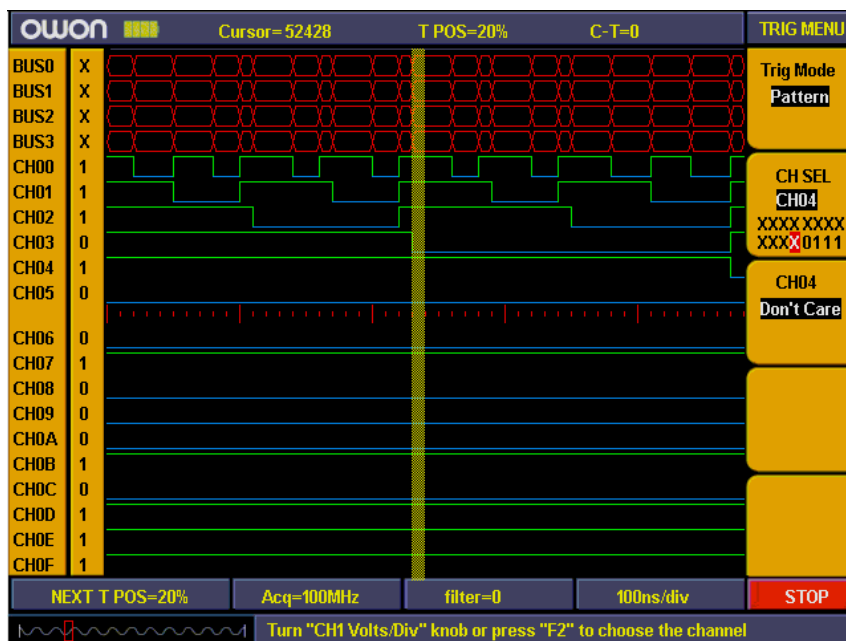 OWON Cursor=52428 T POS=20% C-T=0 TRIG MENU
BUS0 X
BUS1 X
BUS2 X
BUS3 X
CH00 1
CH01 1
CH02 1
CH03 0
CH04 1
CH05 0
CH06 0
CH07 1
CH08 0
CH09 0
CH0A 0
CH0B 1
CH0C 0
CH0D 1
CH0E 1
CH0F 1
Trig Mode
Pattern
CH SEL
CH04
XXXX XXXX
XXXX0111
CH04
Don't Care
NEXT T POS=20% Acq=100MHz filter=0 100ns/div STOP
Turn "CH1 Volts/Div" knob or press "F2" to choose the channel